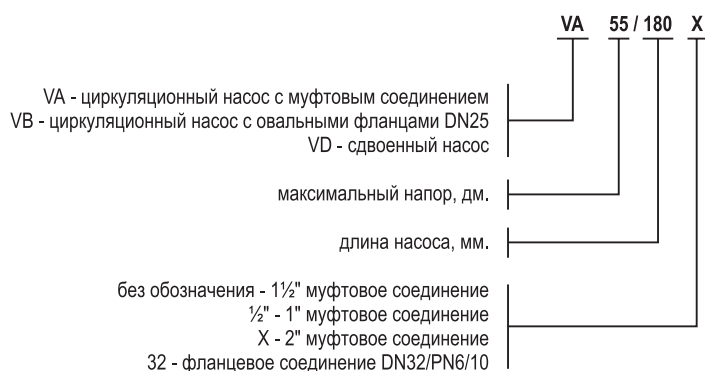 VA 55 / 180 X
VA - циркуляционный насос с муфтовым соединением
VB - циркуляционный насос с овальными фланцами DN25
VD - сдвоенный насос
максимальный напор, дм.
длина насоса, мм.
без обозначения - 1½" муфтовое соединение
½" - 1" муфтовое соединение
X - 2" муфтовое соединение
32 - фланцевое соединение DN32/PN6/10